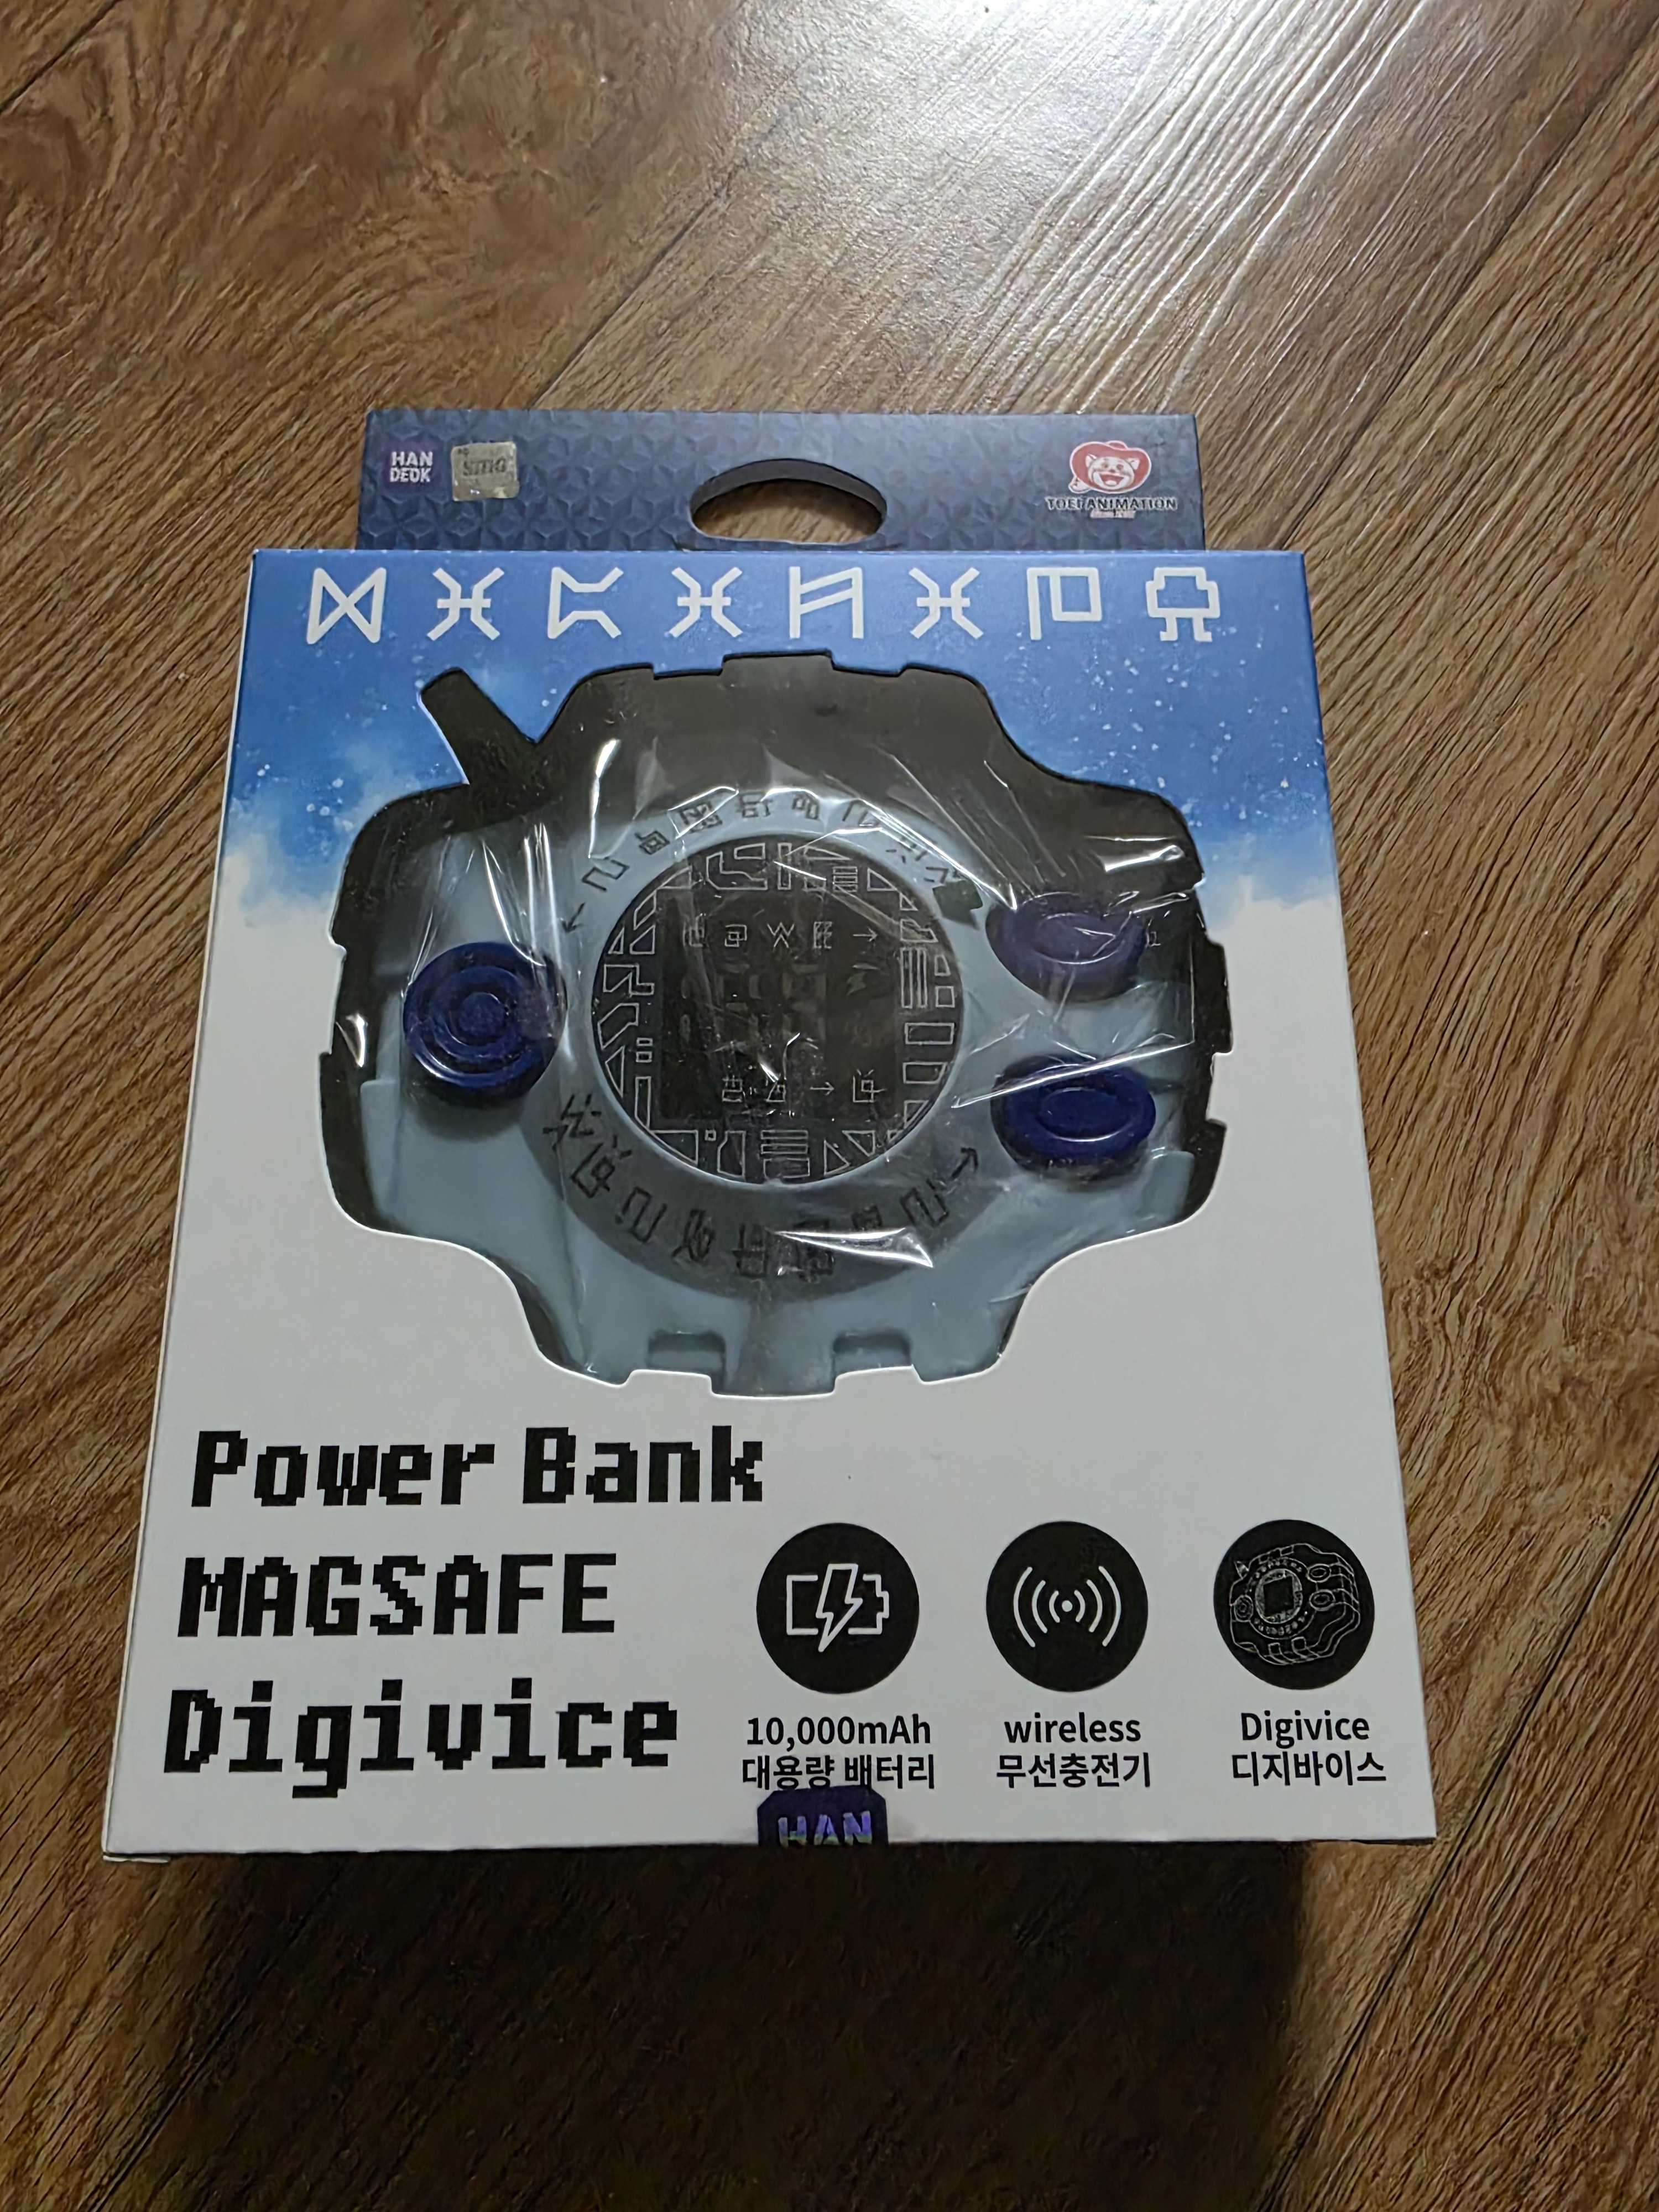 HAN
DEOK
TOEI ANIMATION
Power Bank
MAGSAFE
Digivice
10,000mAh
대용량 배터리
wireless
무선충전기
Digivice
디지바이스
HAN